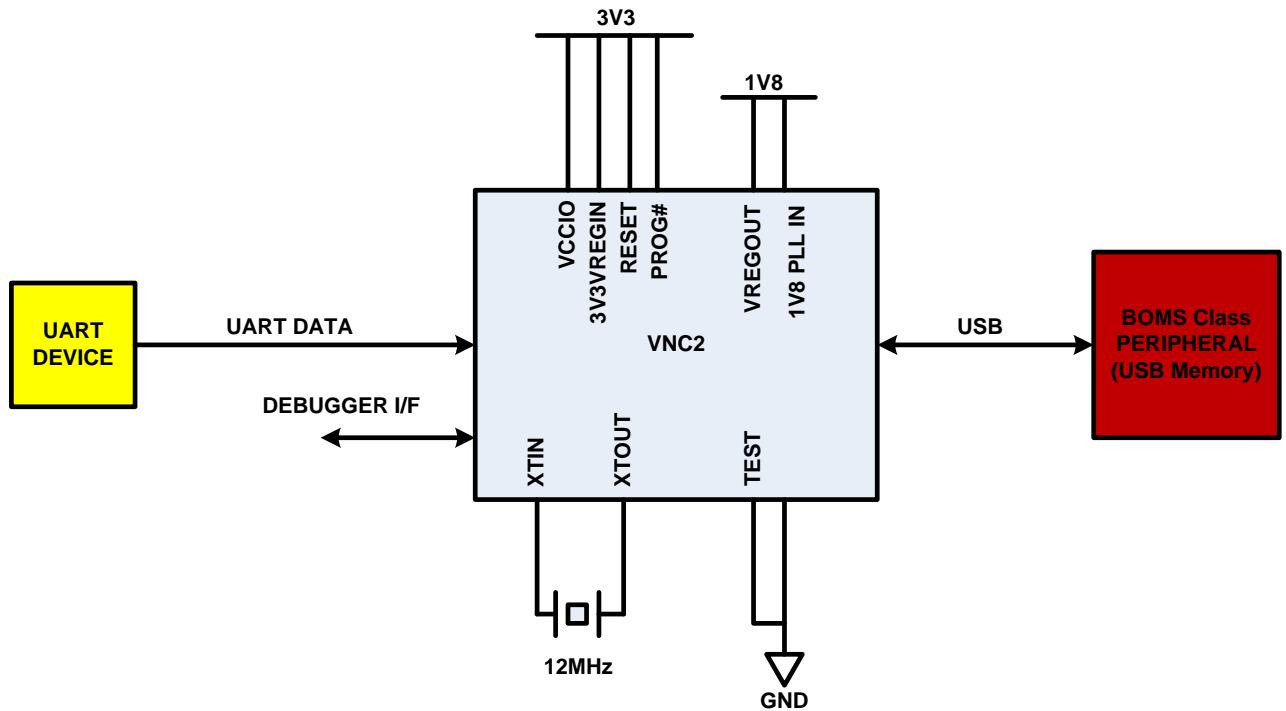 3V3
1V8
VCCIO
3V3VREGIN
RESET
PROG#
VREGOUT
1V8 PLL IN
UART
DEVICE
UART DATA
VNC2
USB
BOMS Class
PERIPHERAL
(USB Memory)
DEBUGGER I/F
XTIN
XTOUT
TEST
12MHz
GND